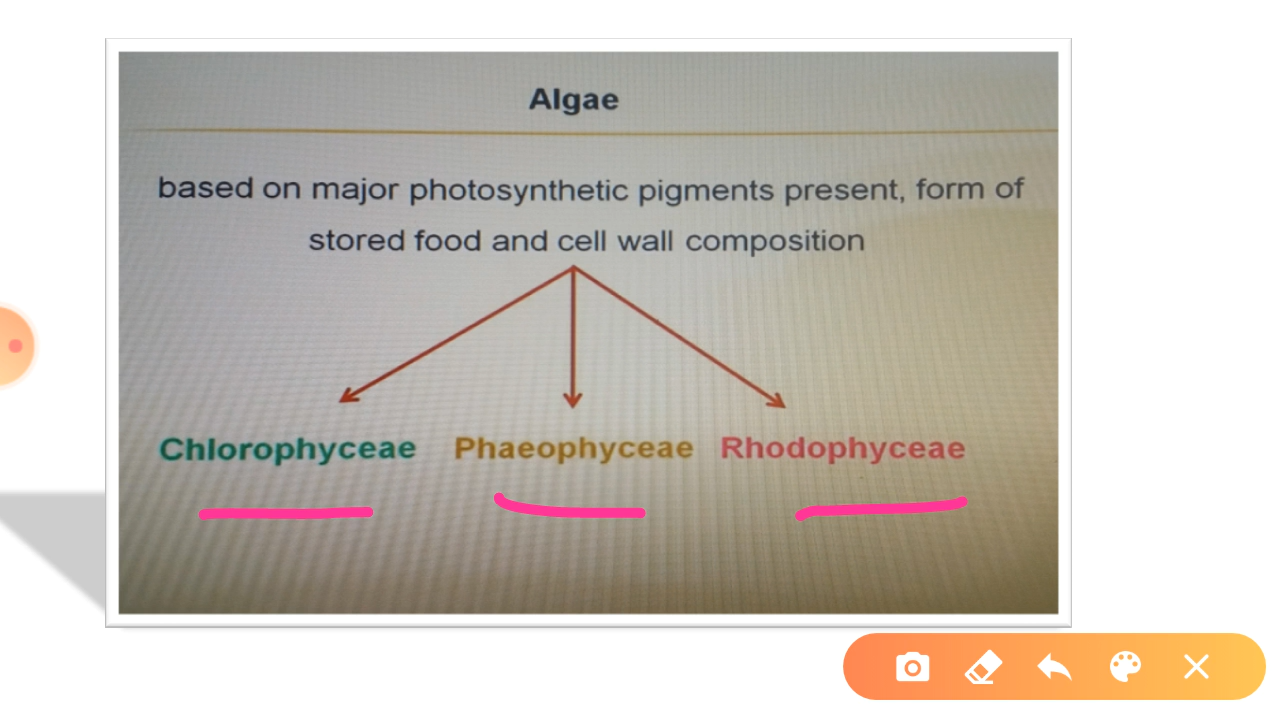 Algae
based on major photosynthetic pigments present, form of
stored food and cell wall composition
Chlorophyceae Phaeophyceae Rhodophyceae